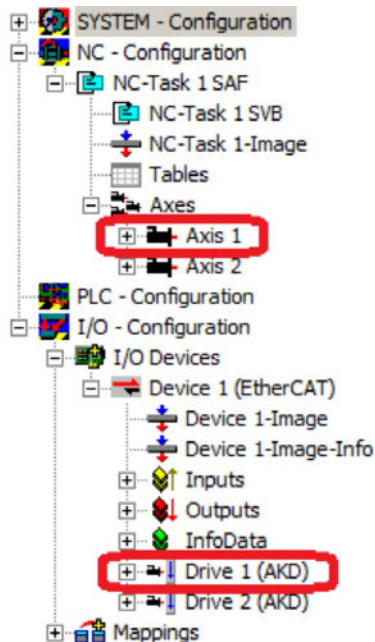 SYSTEM - Configuration
NC - Configuration
NC-Task 1 SAF
NC-Task 1 SVB
NC-Task 1-Image
Tables
Axes
Axis 1
Axis 2
PLC - Configuration
I/O - Configuration
I/O Devices
Device 1 (EtherCAT)
Device 1-Image
Device 1-Image-Info
Inputs
Outputs
InfoData
Drive 1 (AKD)
Drive 2 (AKD)
Mappings